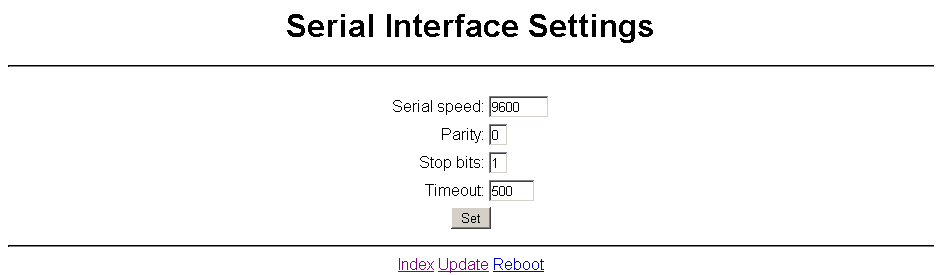 Serial Interface Settings
Serial speed: 9600
Parity: 0
Stop bits: 1
Timeout: 500
Set
Index Update Reboot